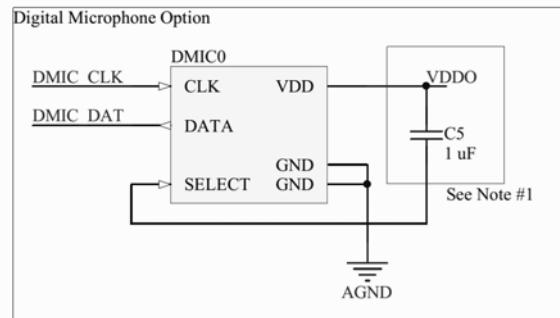 Digital Microphone Option
DMIC0
DMIC_CLK
CLK
VDD
VDDO
DMIC_DAT
DATA
C5
1 uF
GND
SELECT
GND
See Note #1
AGND